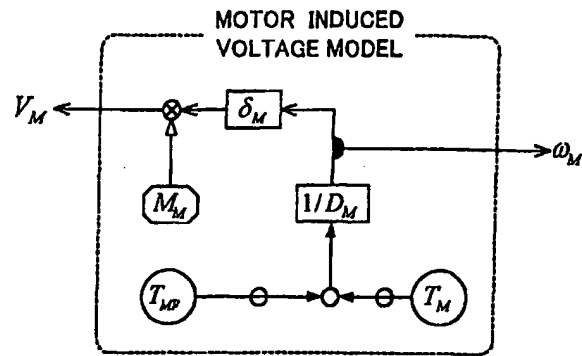 MOTOR INDUCED
VOLTAGE MODEL
V_M
δ_M
ω_M
M_M
1/D_M
T_MF
T_M